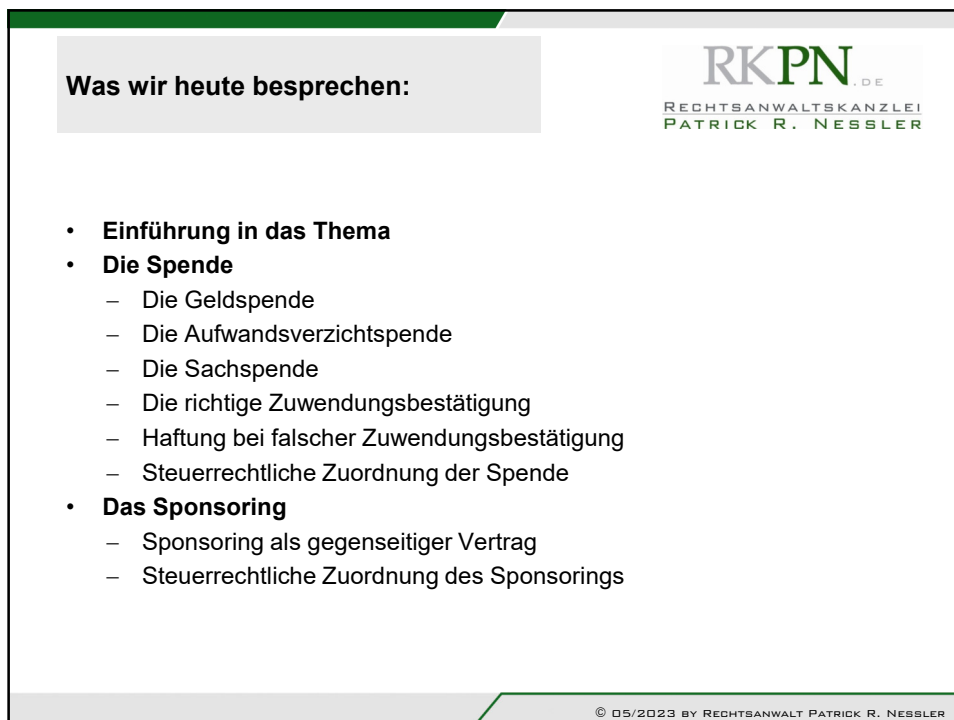 Was wir heute besprechen:
RKPN.DE
RECHTSANWALTSKANZLEI
PATRICK R. NESSLER
• Einführung in das Thema
• Die Spende
– Die Geldspende
– Die Aufwandsverzichtspende
– Die Sachspende
– Die richtige Zuwendungsbestätigung
– Haftung bei falscher Zuwendungsbestätigung
– Steuerrechtliche Zuordnung der Spende
• Das Sponsoring
– Sponsoring als gegenseitiger Vertrag
– Steuerrechtliche Zuordnung des Sponsorings
© 05/2023 BY RECHTSANWALT PATRICK R. NESSLER